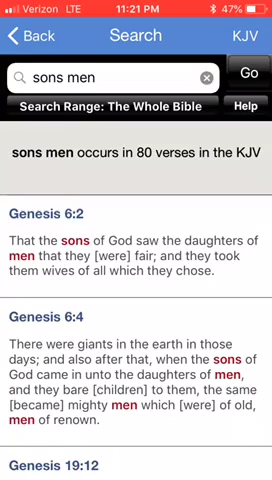 Verizon LTE 11:21 PM 47%
Back Search KJV
sons men Go
Search Range: The Whole Bible Help
sons men occurs in 80 verses in the KJV
Genesis 6:2
That the sons of God saw the daughters of
men that they [were] fair; and they took
them wives of all which they chose.
Genesis 6:4
There were giants in the earth in those
days; and also after that, when the sons of
God came in unto the daughters of men,
and they bare [children] to them, the same
[became] mighty men which [were] of old,
men of renown.
Genesis 19:12